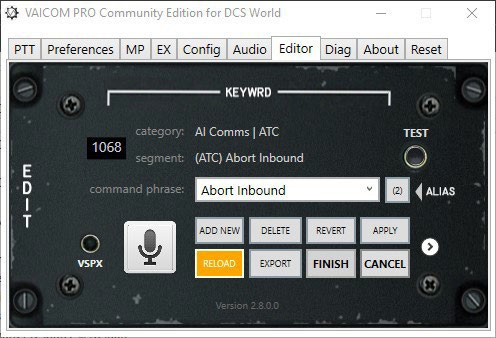 VAICOM PRO Community Edition for DCS World
PTT Preferences MP EX Config Audio Editor Diag About Reset
KEYWRD
1068 category: AI Comms | ATC TEST
segment: (ATC) Abort Inbound
EDIT
command phrase: Abort Inbound (2) ALIAS
ADD NEW DELETE REVERT APPLY
VSPX RELOAD EXPORT FINISH CANCEL
Version 2.8.0.0